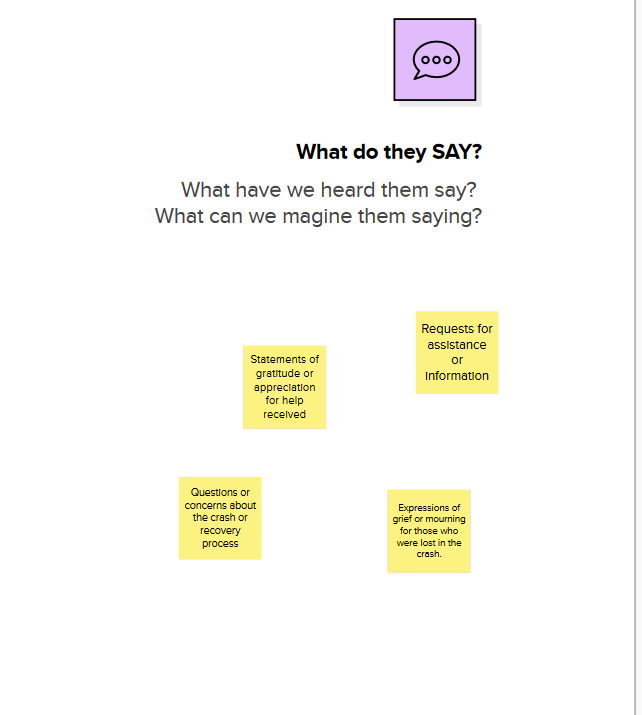 What do they SAY?
What have we heard them say?
What can we magine them saying?
Requests for
assistance
or
information
Statements of
gratitude or
appreciation
for help
received
Questions or
concerns about
the crash or
recovery
process
Expressions of
grief or mourning
for those who
were lost in the
crash.